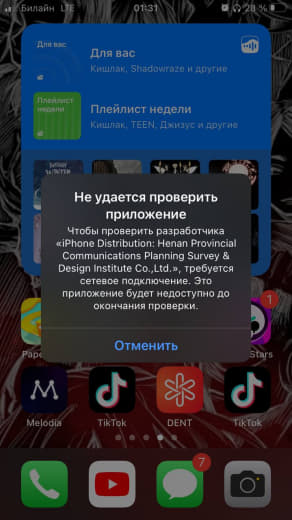 Билайн LTE 01:31 28 %
Для вас
Для вас
Кишлак, Shadowraze и другие
Плейлист
недели
Плейлист недели
Кишлак, TEEN, Джизус и другие
Не удается проверить
приложение
Чтобы проверить разработчика
«iPhone Distribution: Henan Provincial
Communications Planning Survey &
Design Institute Co.,Ltd.», требуется
сетевое подключение. Это
приложение будет недоступно до
окончания проверки.
Отменить
1
Pape
Stars
Melodia TikTok DENT TikTok
7